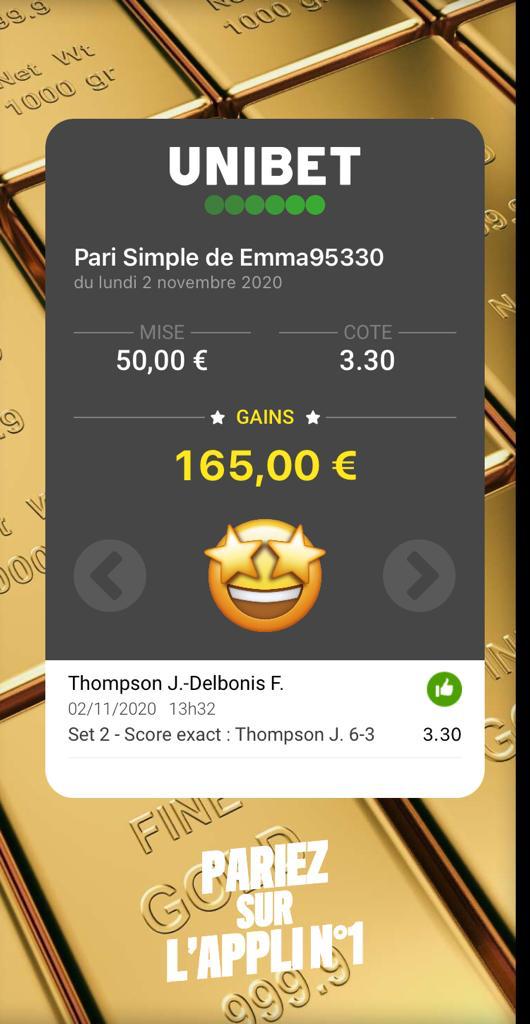 99.9
Net Wt
1000 gr
1000 gr
UNIBET
Pari Simple de Emma95330
du lundi 2 novembre 2020
MISE
COTE
50,00 €
3.30
GAINS
165,00 €
Thompson J.-Delbonis F.
02/11/2020 13h32
Set 2 - Score exact : Thompson J. 6-3
3.30
FINE
GOLD
PARIEZ
SUR
L'APPLI N°1
999.9